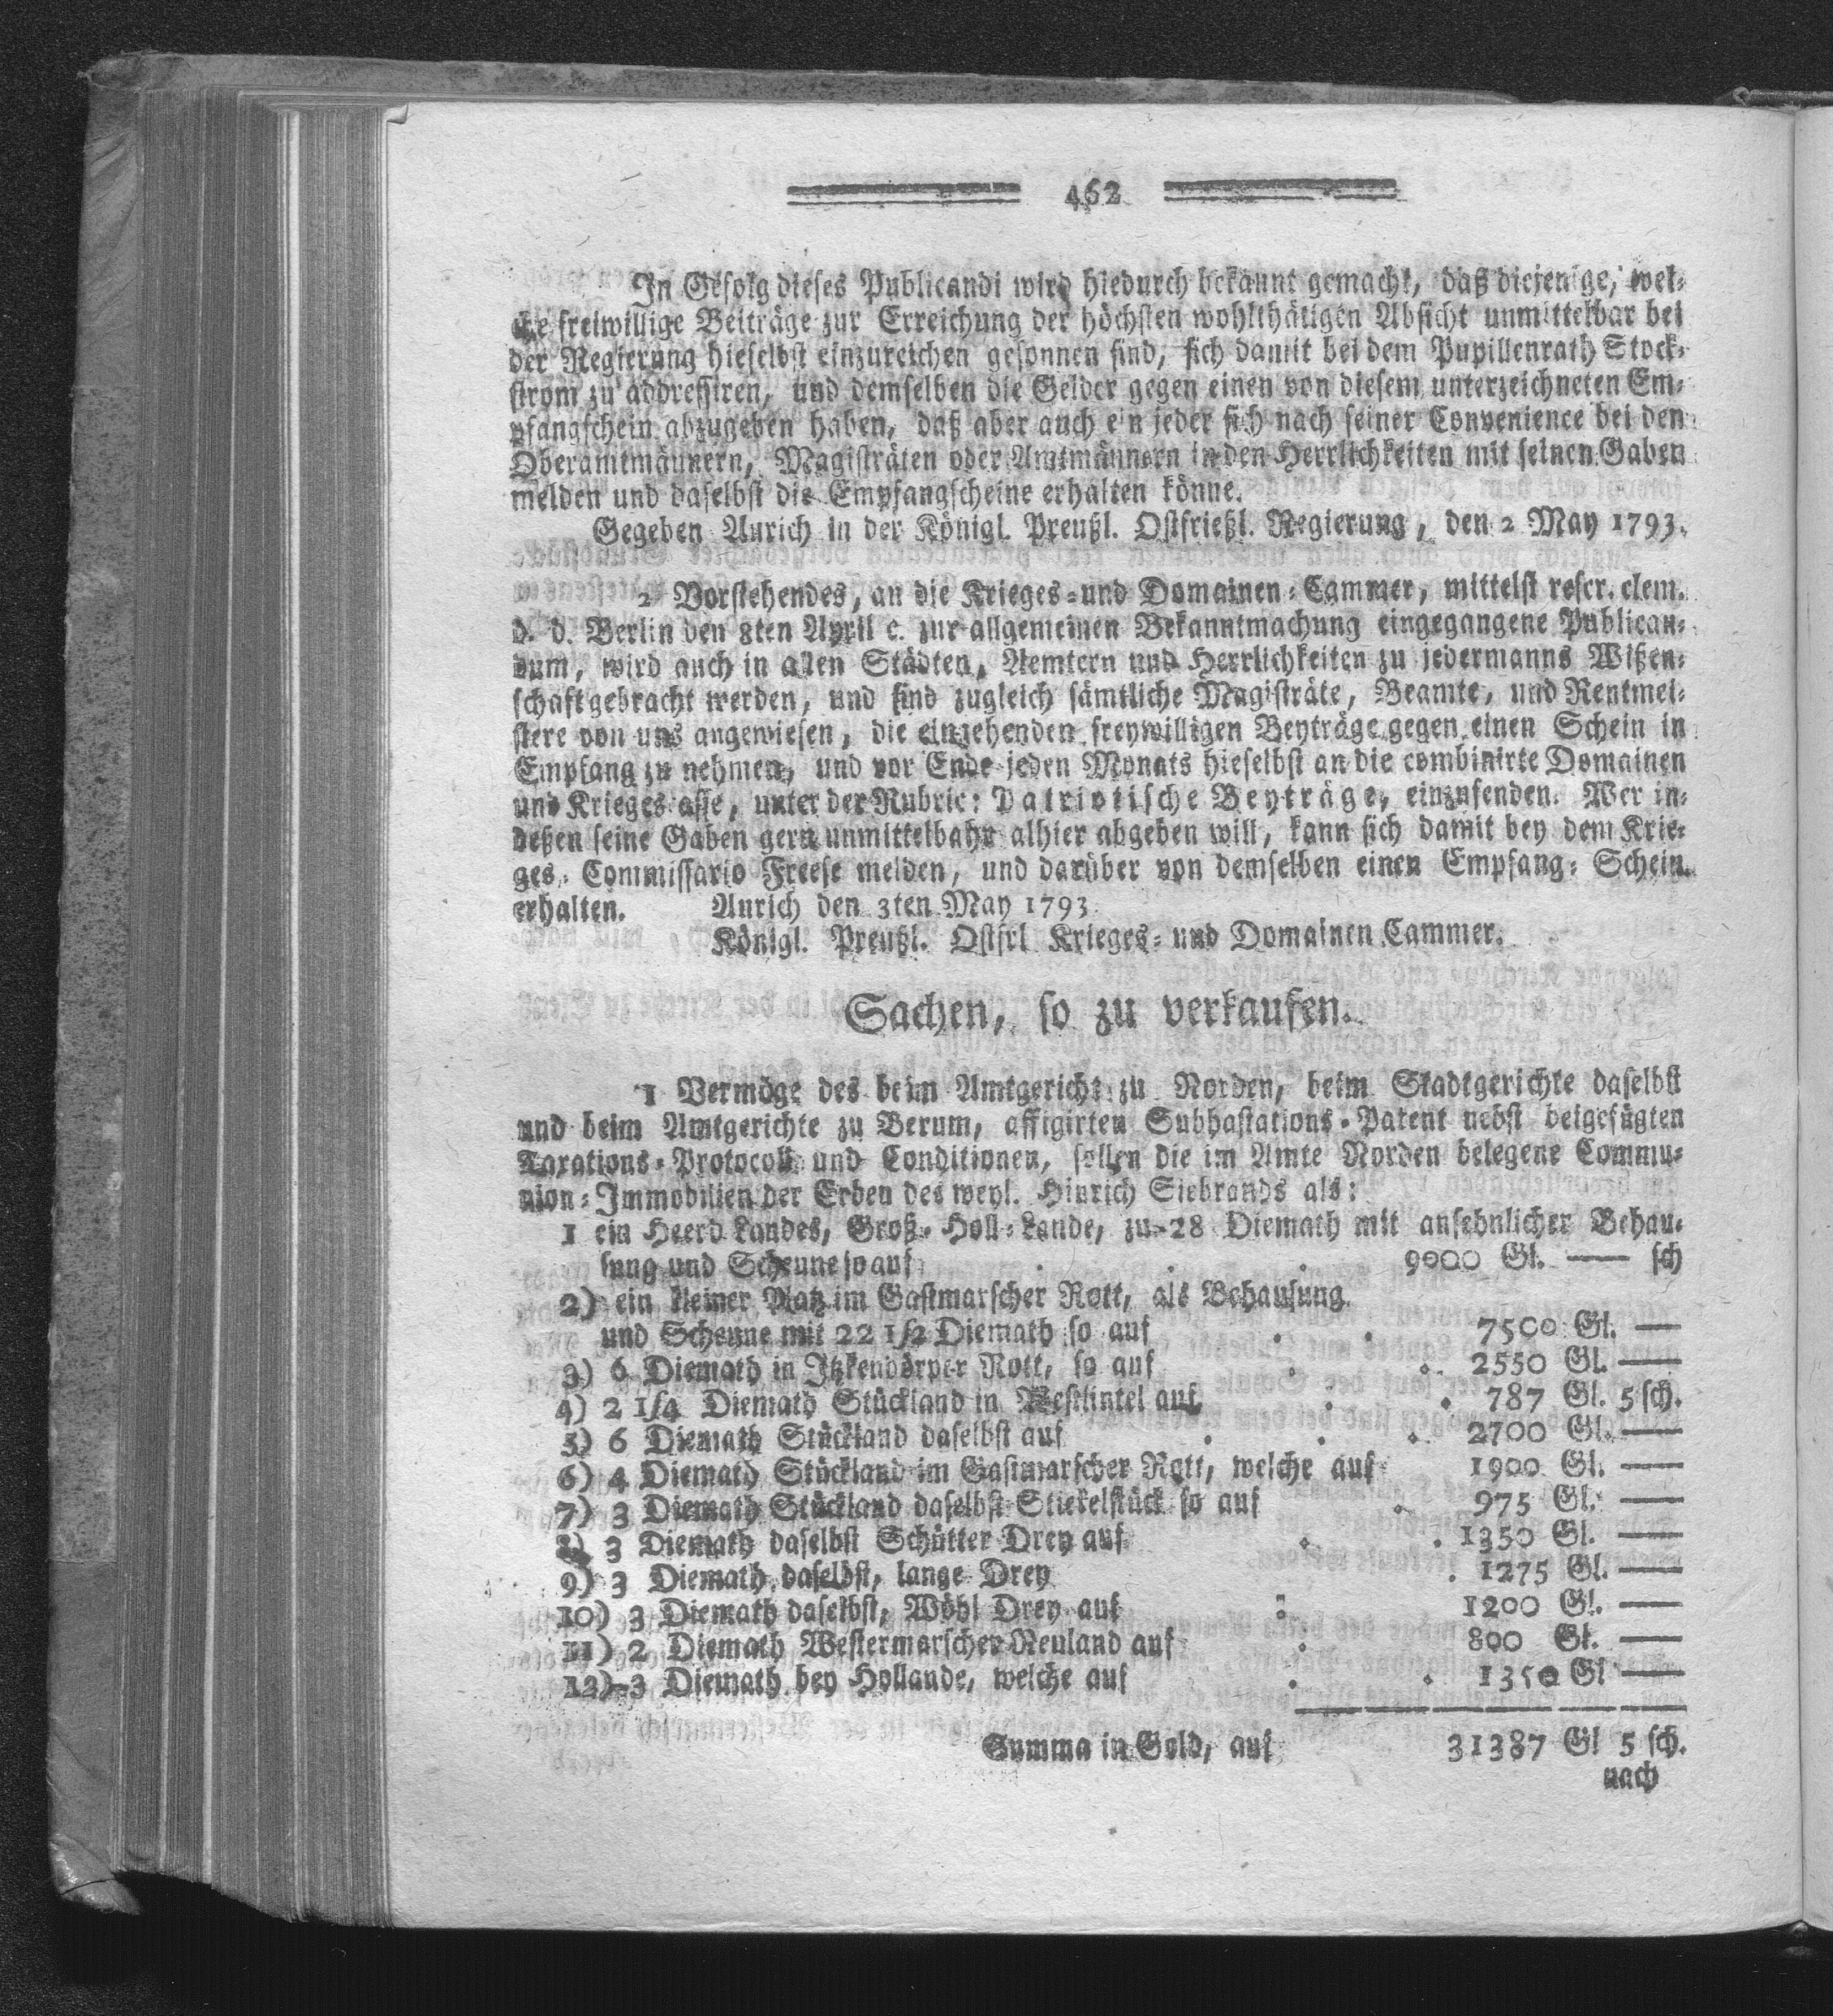 462
In Gefolg dieses Publicandi wird hiedurch bekannt gemacht, daß diejenige, wel-
che freiwillige Beiträge zur Erreichung der höchsten wohlthätigen Absicht unmittelbar bei
der Regierung hieselbst einzureichen gesonnen sind, sich damit bei dem Pupillenrath Stock-
strom zu addressiren, und demselben die Gelder gegen einen von diesem unterzeichneten Em-
pfangschein abzugeben haben, daß aber auch ein jeder sich nach seiner Convenience bei den
Oberamtmännern, Magisträten oder Amtmännern in den Herrlichkeiten mit seinen Gaben
melden und daselbst die Empfangscheine erhalten könne.
Gegeben Aurich in der Königl. Preußl. Ostfrießl. Regierung, den 2 May 1793.
2 Vorstehendes, an die Krieges- und Domainen-Cammer, mittelst rescr. clem.
d. d. Berlin den 8ten April c. zur allgemeinen Bekanntmachung eingegangene Publican-
dum, wird auch in allen Städten, Aemtern und Herrlichkeiten zu jedermanns Wißen-
schaft gebracht werden, und sind zugleich sämtliche Magisträte, Beamte, und Rentmei-
stere von uns angewiesen, die eingehenden freywilligen Beyträge gegen einen Schein in
Empfang zu nehmen, und vor Ende jeden Monats hieselbst an die combinirte Domainen
und Krieges asse, unter der Rubric: Patriotische Beyträge, einzusenden. Wer in-
deßen seine Gaben gern unmittelbahr alhier abgeben will, kann sich damit bey dem Krie-
ges-Commissario Freese melden, und darüber von demselben einen Empfang-Schein
erhalten. Aurich den 3ten May 1793.
Königl. Preußl. Ostfrl Krieges- und Domainen Cammer.
Sachen, so zu verkaufen.
1 Vermöge des beim Amtgericht zu Norden, beim Stadtgerichte daselbst
und beim Amtgerichte zu Berum, affigirten Subhastations-Patent nebst beigefügten
Taxations-Protocoll und Conditionen, sollen die im Amte Norden belegene Commu-
nion-Immobilien der Erben des weyl. Hinrich Siebrands als:
1 ein Heerd Landes, Groß-Holl-Lande, zu 28 Diemath mit ansehnlicher Behau-
sung und Scheune so auf 9000 Gl. — sch
2) ein kleiner Platz im Gastmarscher Rott, als Behausung
und Scheune mit 22 1/2 Diemath so auf 7500 Gl. —
3) 6 Diemath in Itzkendörper Rott, so auf 2550 Gl. —
4) 2 1/4 Diemath Stückland in Westlintel auf 787 Gl. 5 sch.
5) 6 Diemath Stückland daselbst auf 2700 Gl. —
6) 4 Diemath Stückland im Gastmarscher Rott, welche auf 1900 Gl. —
7) 3 Diemath Stückland daselbst Stiekelstück so auf 975 Gl. —
8) 3 Diemath daselbst Schütter Drey auf 1350 Gl. —
9) 3 Diemath daselbst, lange Drey 1275 Gl. —
10) 3 Diemath daselbst, Wöhl Drey auf 1200 Gl. —
11) 2 Diemath Westermarscher Neuland auf 800 Gl. —
12) 3 Diemath bey Hollande, welche auf 1350 Gl —
Summa in Gold, auf 31387 Gl 5 sch.
nach